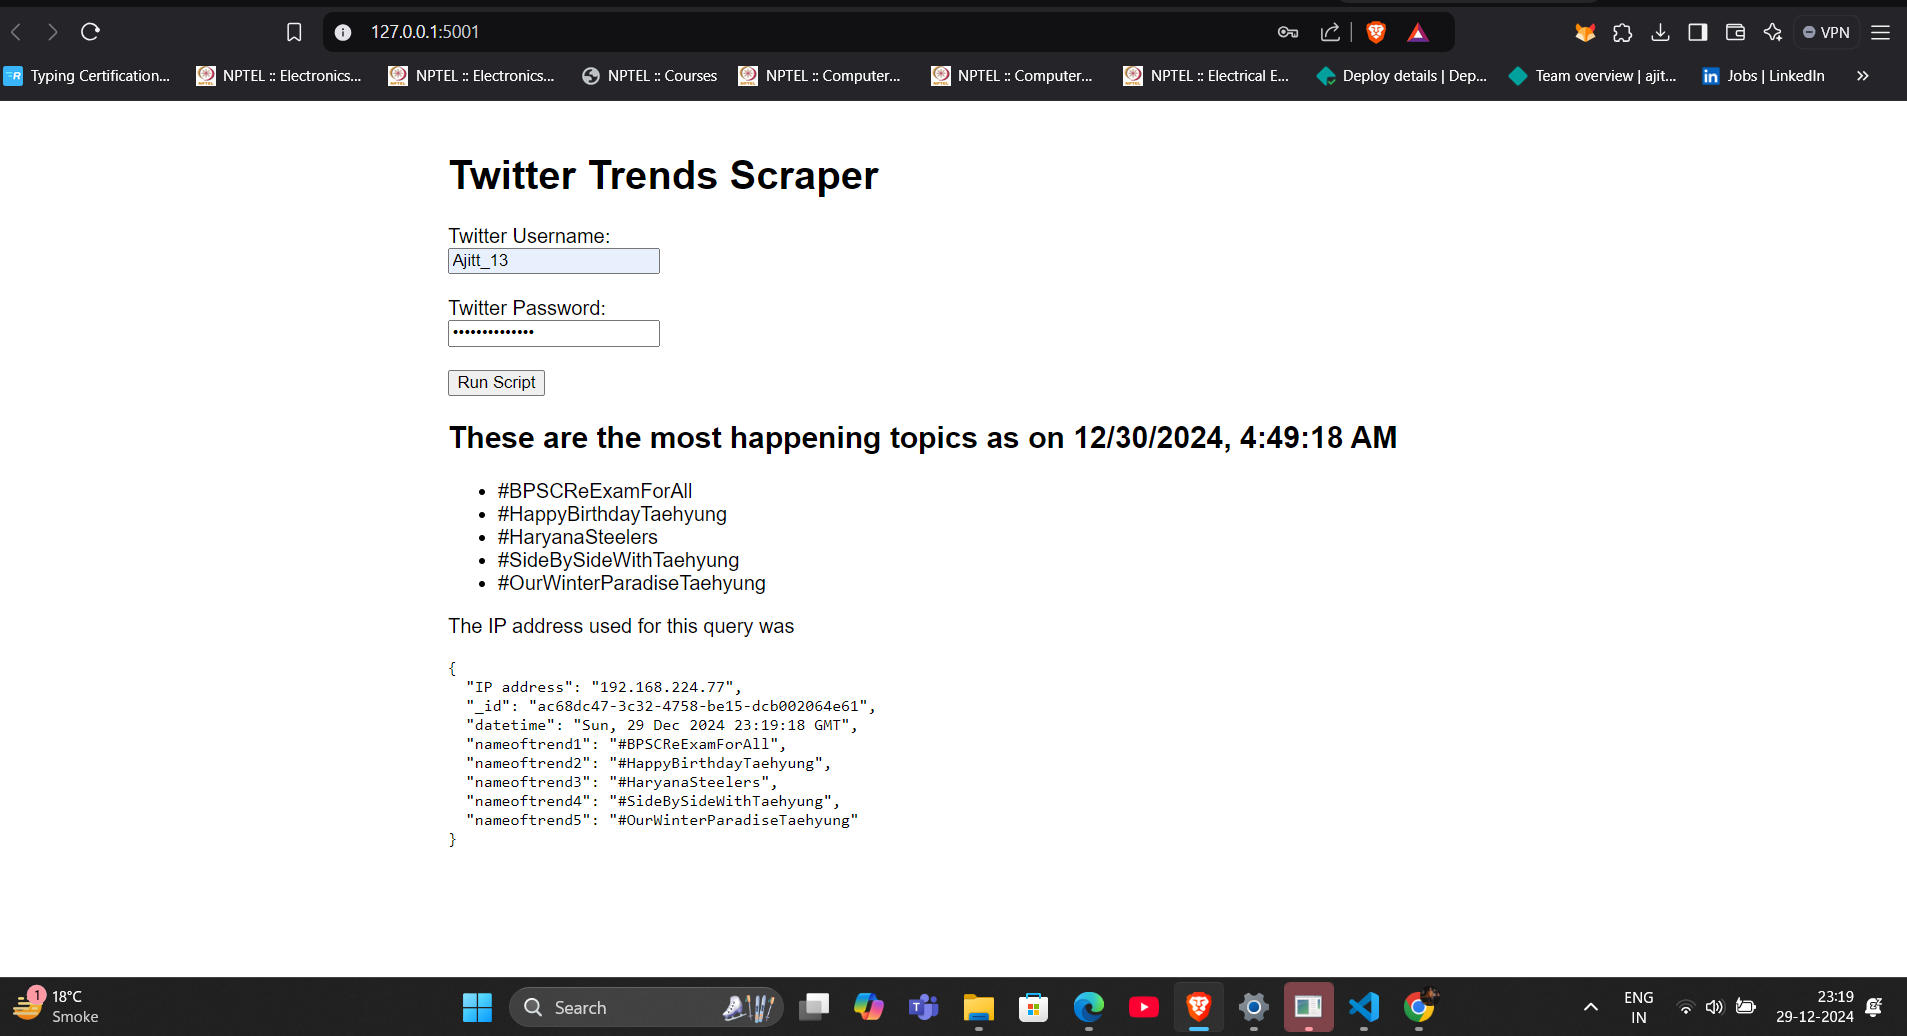 127.0.0.1:5001
VPN
Typing Certification...
NPTEL :: Electronics...
NPTEL :: Electronics...
NPTEL :: Courses
NPTEL :: Computer...
NPTEL :: Computer...
NPTEL :: Electrical E...
Deploy details | Dep...
Team overview | ajit...
Jobs | LinkedIn
Twitter Trends Scraper
Twitter Username:
Ajitt_13
Twitter Password:
••••••••••••••
Run Script
These are the most happening topics as on 12/30/2024, 4:49:18 AM
• #BPSCReExamForAll
• #HappyBirthdayTaehyung
• #HaryanaSteelers
• #SideBySideWithTaehyung
• #OurWinterParadiseTaehyung
The IP address used for this query was
{
"IP address": "192.168.224.77",
"_id": "ac68dc47-3c32-4758-be15-dcb002064e61",
"datetime": "Sun, 29 Dec 2024 23:19:18 GMT",
"nameoftrend1": "#BPSCReExamForAll",
"nameoftrend2": "#HappyBirthdayTaehyung",
"nameoftrend3": "#HaryanaSteelers",
"nameoftrend4": "#SideBySideWithTaehyung",
"nameoftrend5": "#OurWinterParadiseTaehyung"
}
1
18°C
Smoke
Search
ENG
IN
23:19
29-12-2024